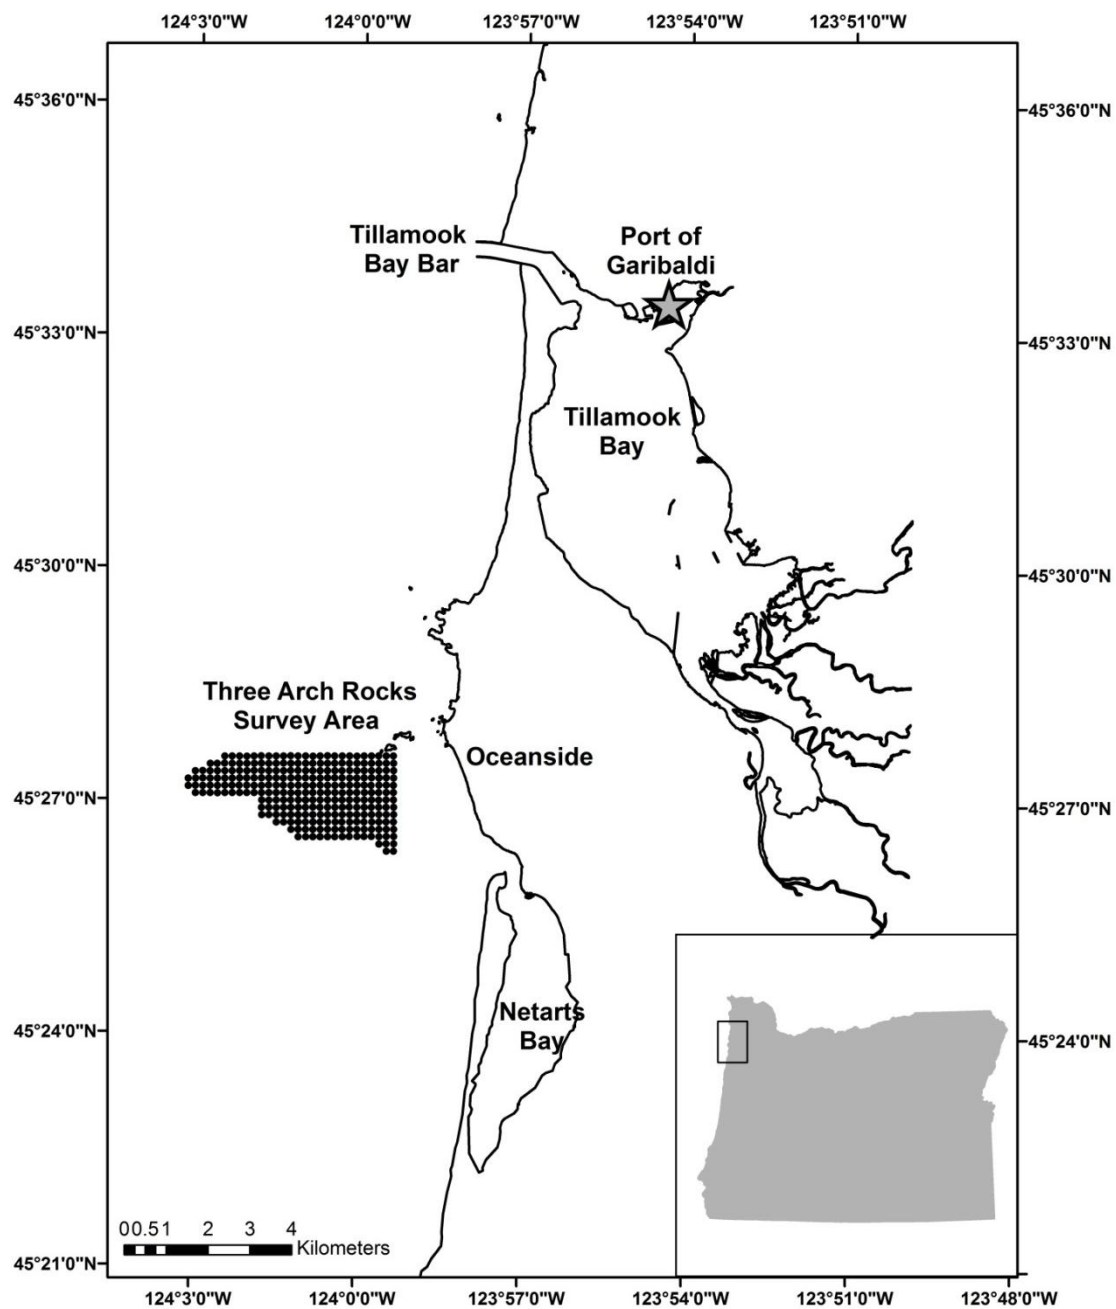 124°3'0"W 124°0'0"W 123°57'0"W 123°54'0"W 123°51'0"W
45°36'0"N
45°36'0"N
Tillamook
Bay Bar
Port of
Garibaldi
45°33'0"N
45°33'0"N
Tillamook
Bay
45°30'0"N
45°30'0"N
Three Arch Rocks
Survey Area
Oceanside
45°27'0"N
45°27'0"N
Netarts
Bay
45°24'0"N
45°24'0"N
0 0.5 1 2 3 4
Kilometers
45°21'0"N
124°3'0"W 124°0'0"W 123°57'0"W 123°54'0"W 123°51'0"W 123°48'0"W